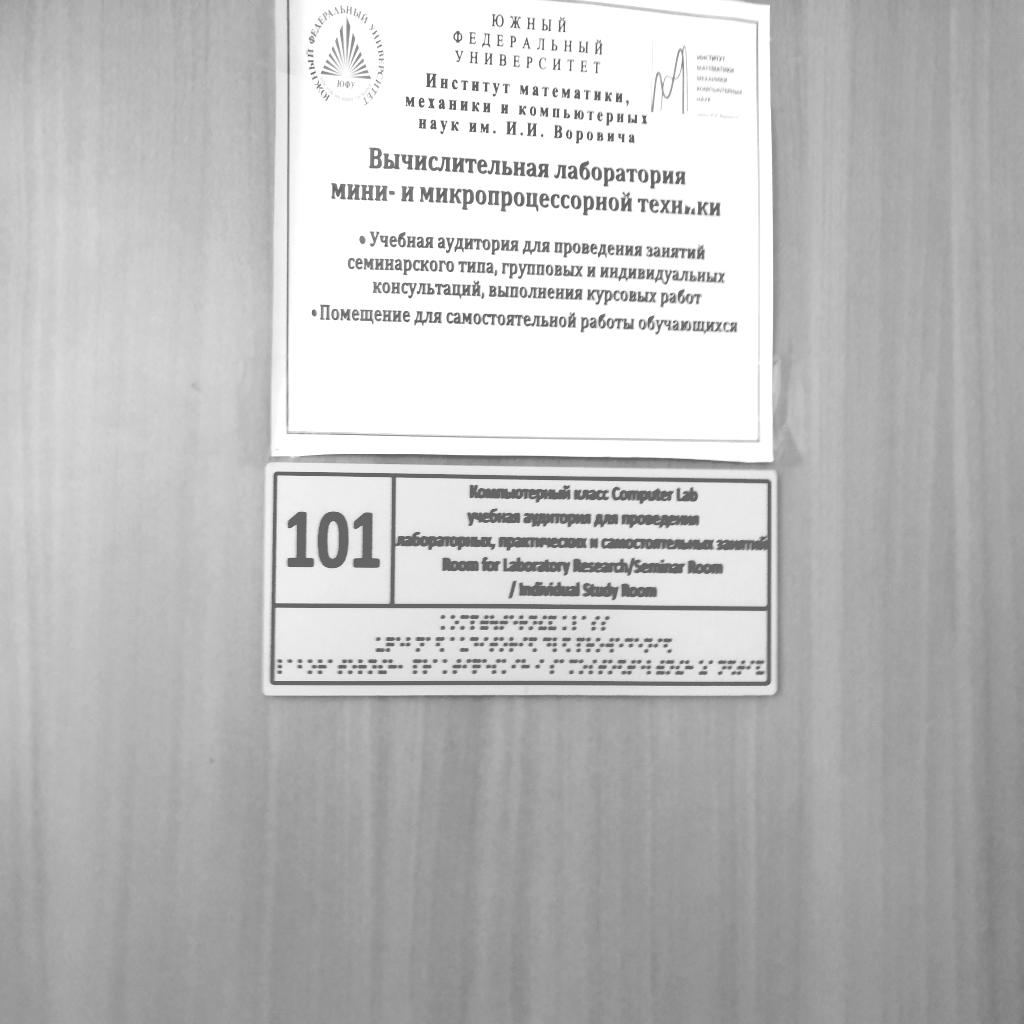 ЮЖНЫЙ ФЕДЕРАЛЬНЫЙ УНИВЕРСИТЕТ
ЮФУ
ЮЖНЫЙ
ФЕДЕРАЛЬНЫЙ
УНИВЕРСИТЕТ
Институт математики,
механики и компьютерных
наук им. И.И. Воровича
ИНСТИТУТ
МАТЕМАТИКИ
МЕХАНИКИ
КОМПЬЮТЕРНЫХ
НАУК
Вычислительная лаборатория
мини- и микропроцессорной техники
• Учебная аудитория для проведения занятий
семинарского типа, групповых и индивидуальных
консультаций, выполнения курсовых работ
• Помещение для самостоятельной работы обучающихся
101
Компьютерный класс Computer Lab
учебная аудитория для проведения
лабораторных, практических и самостоятельных занятий
Room for Laboratory Research/Seminar Room
/ Individual Study Room